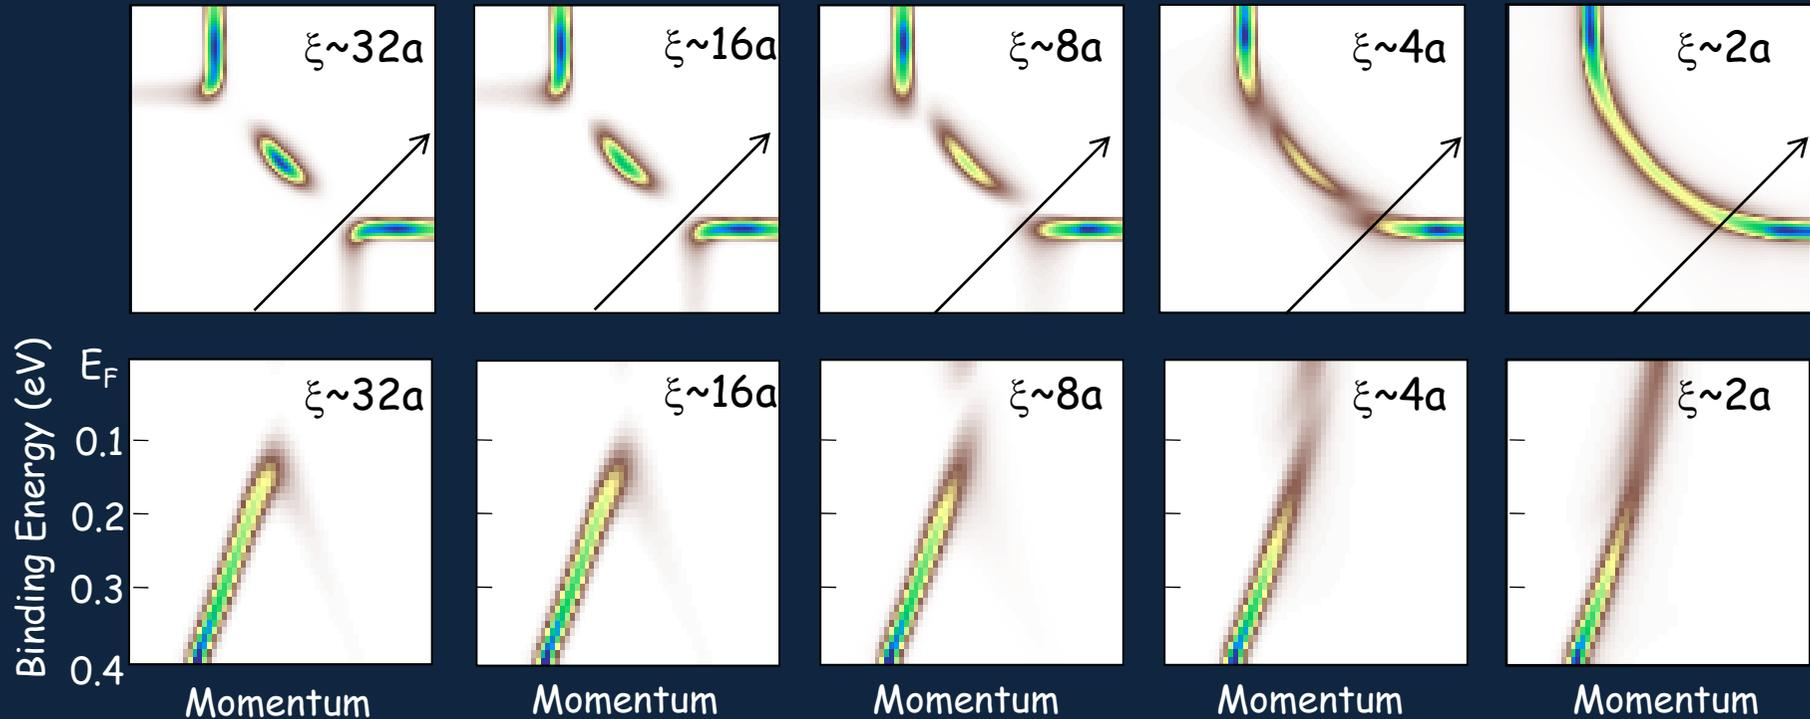 ξ~32a
ξ~16a
ξ~8a
ξ~4a
ξ~2a
Binding Energy (eV)
EF
0.1
0.2
0.3
0.4
ξ~32a
ξ~16a
ξ~8a
ξ~4a
ξ~2a
Momentum
Momentum
Momentum
Momentum
Momentum